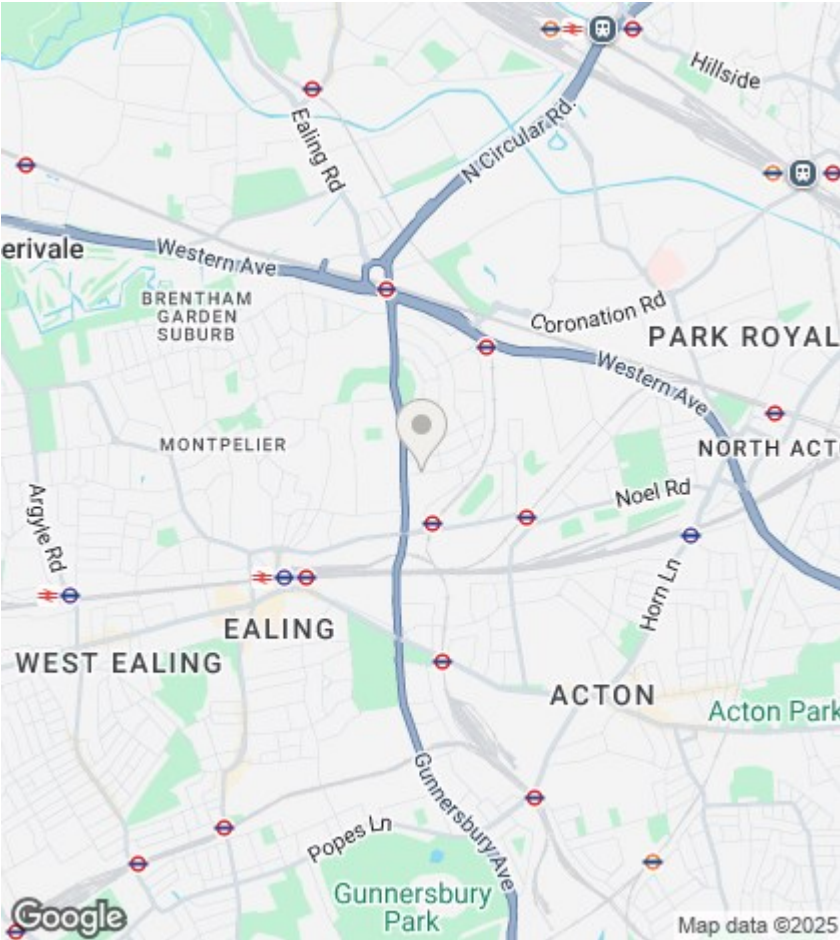 Hillside
Ealing Rd
N Circular Rd.
erivale
Western Ave
BRENTHAM
GARDEN
SUBURB
Coronation Rd
PARK ROYAL
Western Ave
MONTPELIER
NORTH ACT
Noel Rd
Argyle Rd
Horn Ln
EALING
WEST EALING
ACTON
Acton Park
Gunnersbury Ave
Popes Ln
Gunnersbury
Park
Google
Map data ©2025